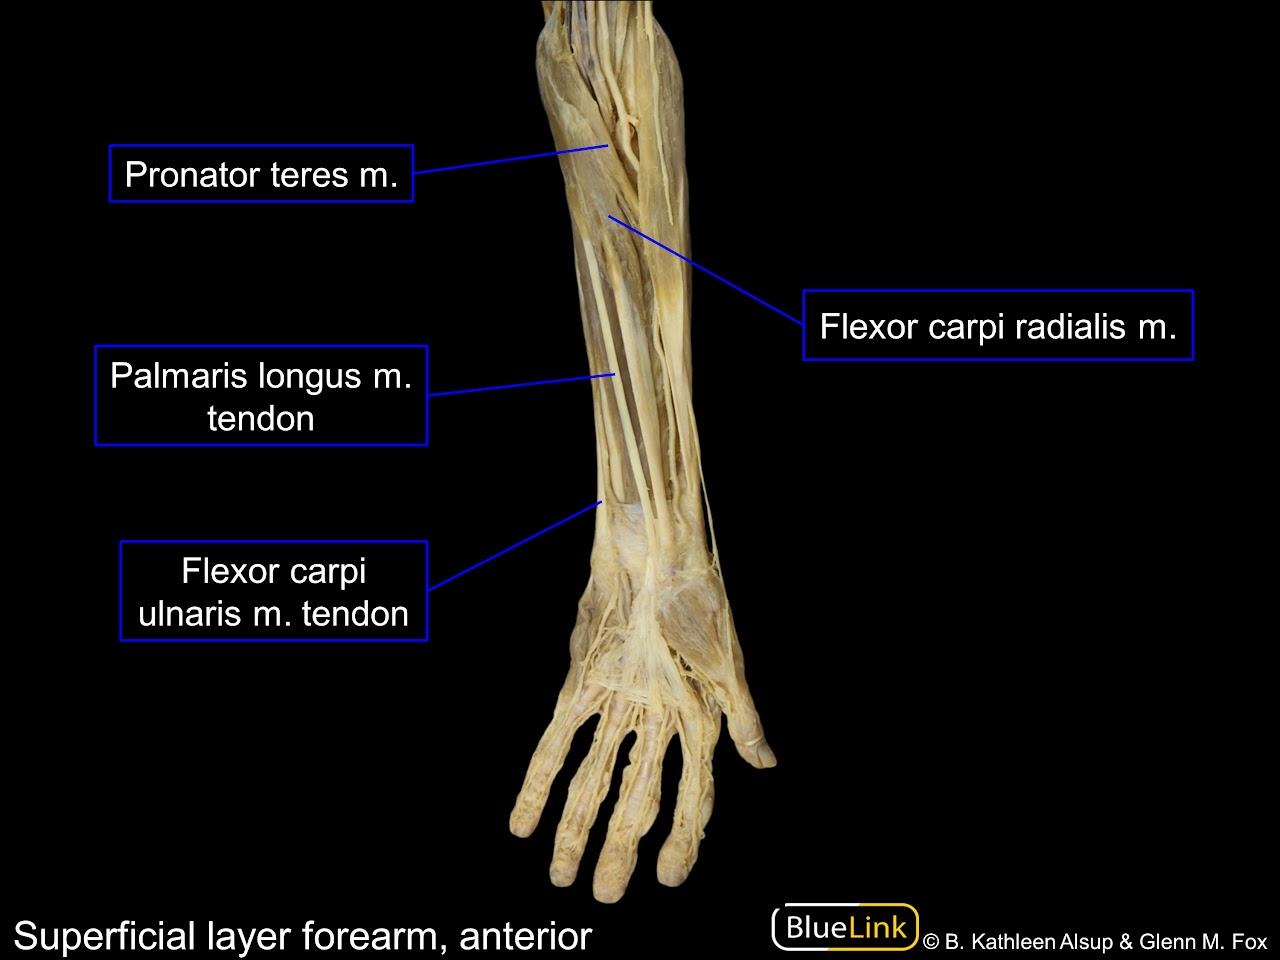 Pronator teres m.
Flexor carpi radialis m.
Palmaris longus m.
tendon
Flexor carpi
ulnaris m. tendon
Superficial layer forearm, anterior
BlueLink
© B. Kathleen Alsup & Glenn M. Fox